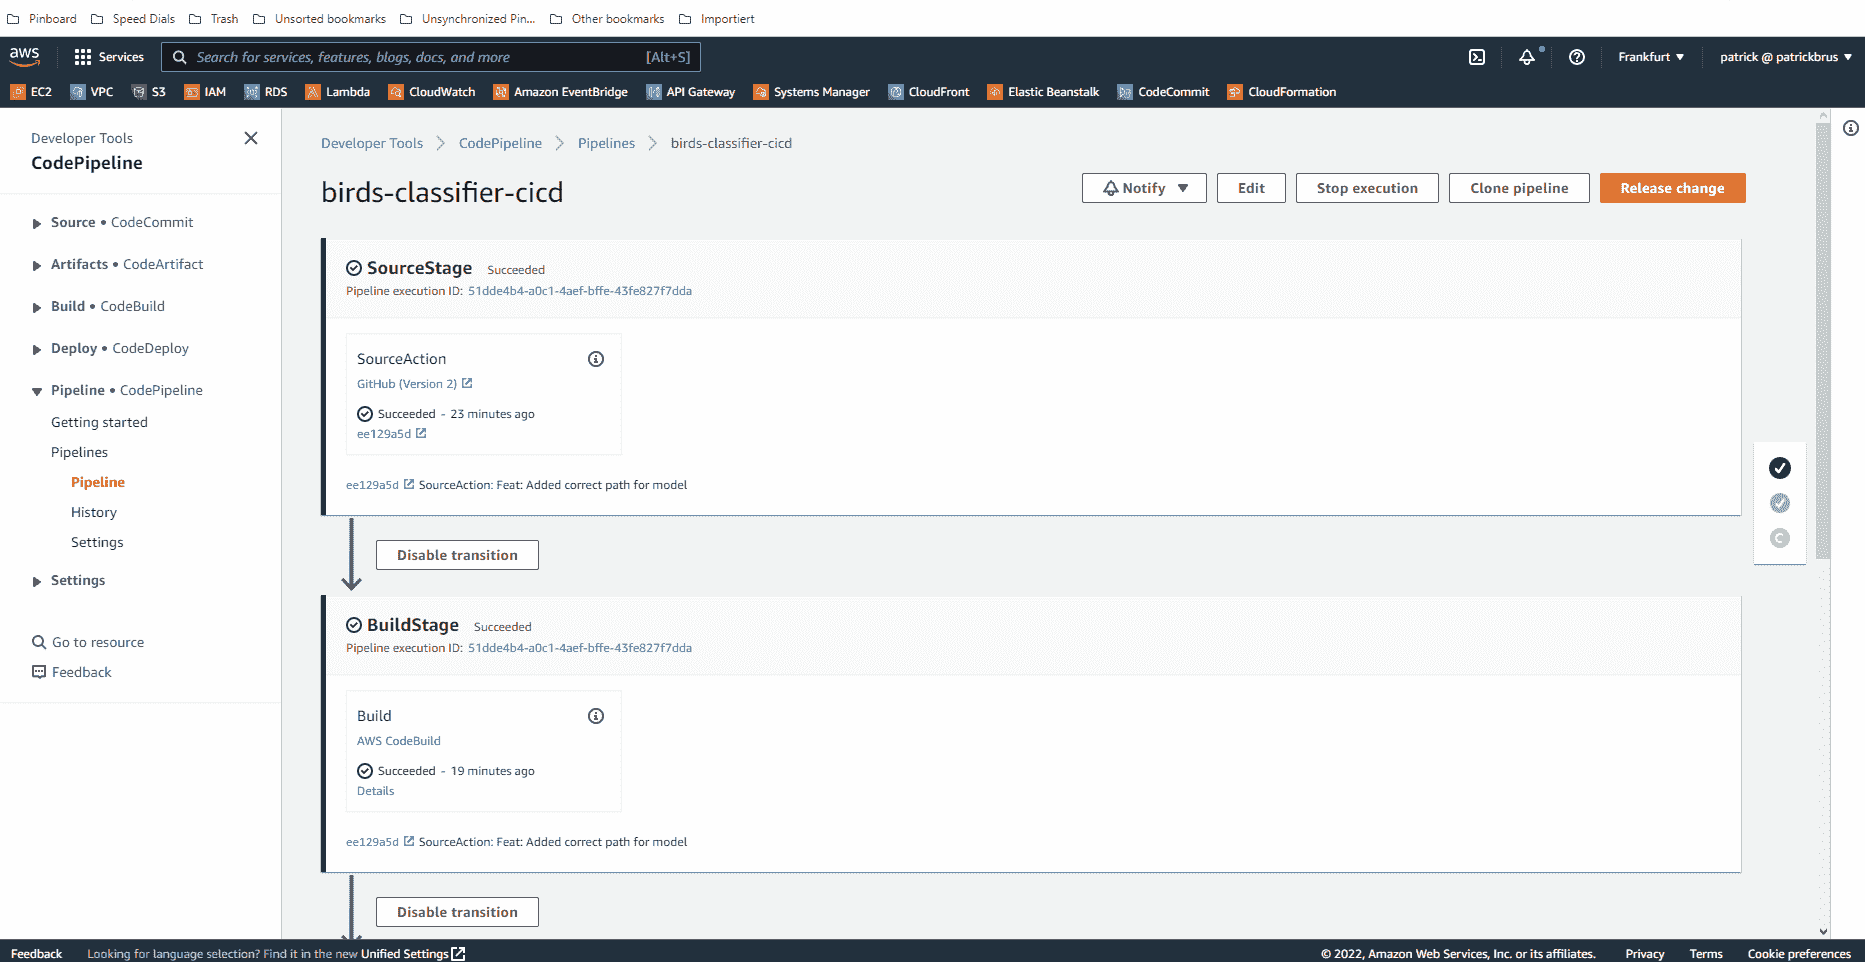 Pinboard Speed Dials Trash Unsorted bookmarks Unsynchronized Pin... Other bookmarks Importiert
aws Services Search for services, features, blogs, docs, and more [Alt+S] Frankfurt ▼ patrick @ patrickbrus ▼
EC2 VPC S3 IAM RDS Lambda CloudWatch Amazon EventBridge API Gateway Systems Manager CloudFront Elastic Beanstalk CodeCommit CloudFormation
Developer Tools
CodePipeline
Source • CodeCommit
Artifacts • CodeArtifact
Build • CodeBuild
Deploy • CodeDeploy
Pipeline • CodePipeline
Getting started
Pipelines
Pipeline
History
Settings
Settings
Go to resource
Feedback
Developer Tools > CodePipeline > Pipelines > birds-classifier-cicd
birds-classifier-cicd
Notify ▼ Edit Stop execution Clone pipeline Release change
SourceStage Succeeded
Pipeline execution ID: 51dde4b4-a0c1-4aef-bffe-43fe827f7dda
SourceAction
GitHub (Version 2)
Succeeded - 23 minutes ago
ee129a5d
ee129a5d SourceAction: Feat: Added correct path for model
Disable transition
BuildStage Succeeded
Pipeline execution ID: 51dde4b4-a0c1-4aef-bffe-43fe827f7dda
Build
AWS CodeBuild
Succeeded - 19 minutes ago
Details
ee129a5d SourceAction: Feat: Added correct path for model
Disable transition
Feedback Looking for language selection? Find it in the new Unified Settings © 2022, Amazon Web Services, Inc. or its affiliates. Privacy Terms Cookie preferences